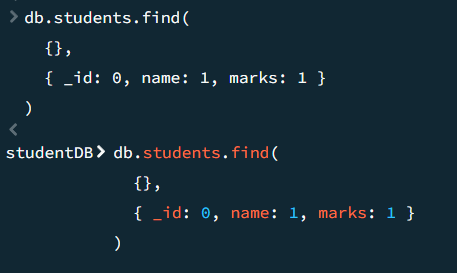 > db.students.find(
{},
{ _id: 0, name: 1, marks: 1 }
)
<
studentDB> db.students.find(
{},
{ _id: 0, name: 1, marks: 1 }
)